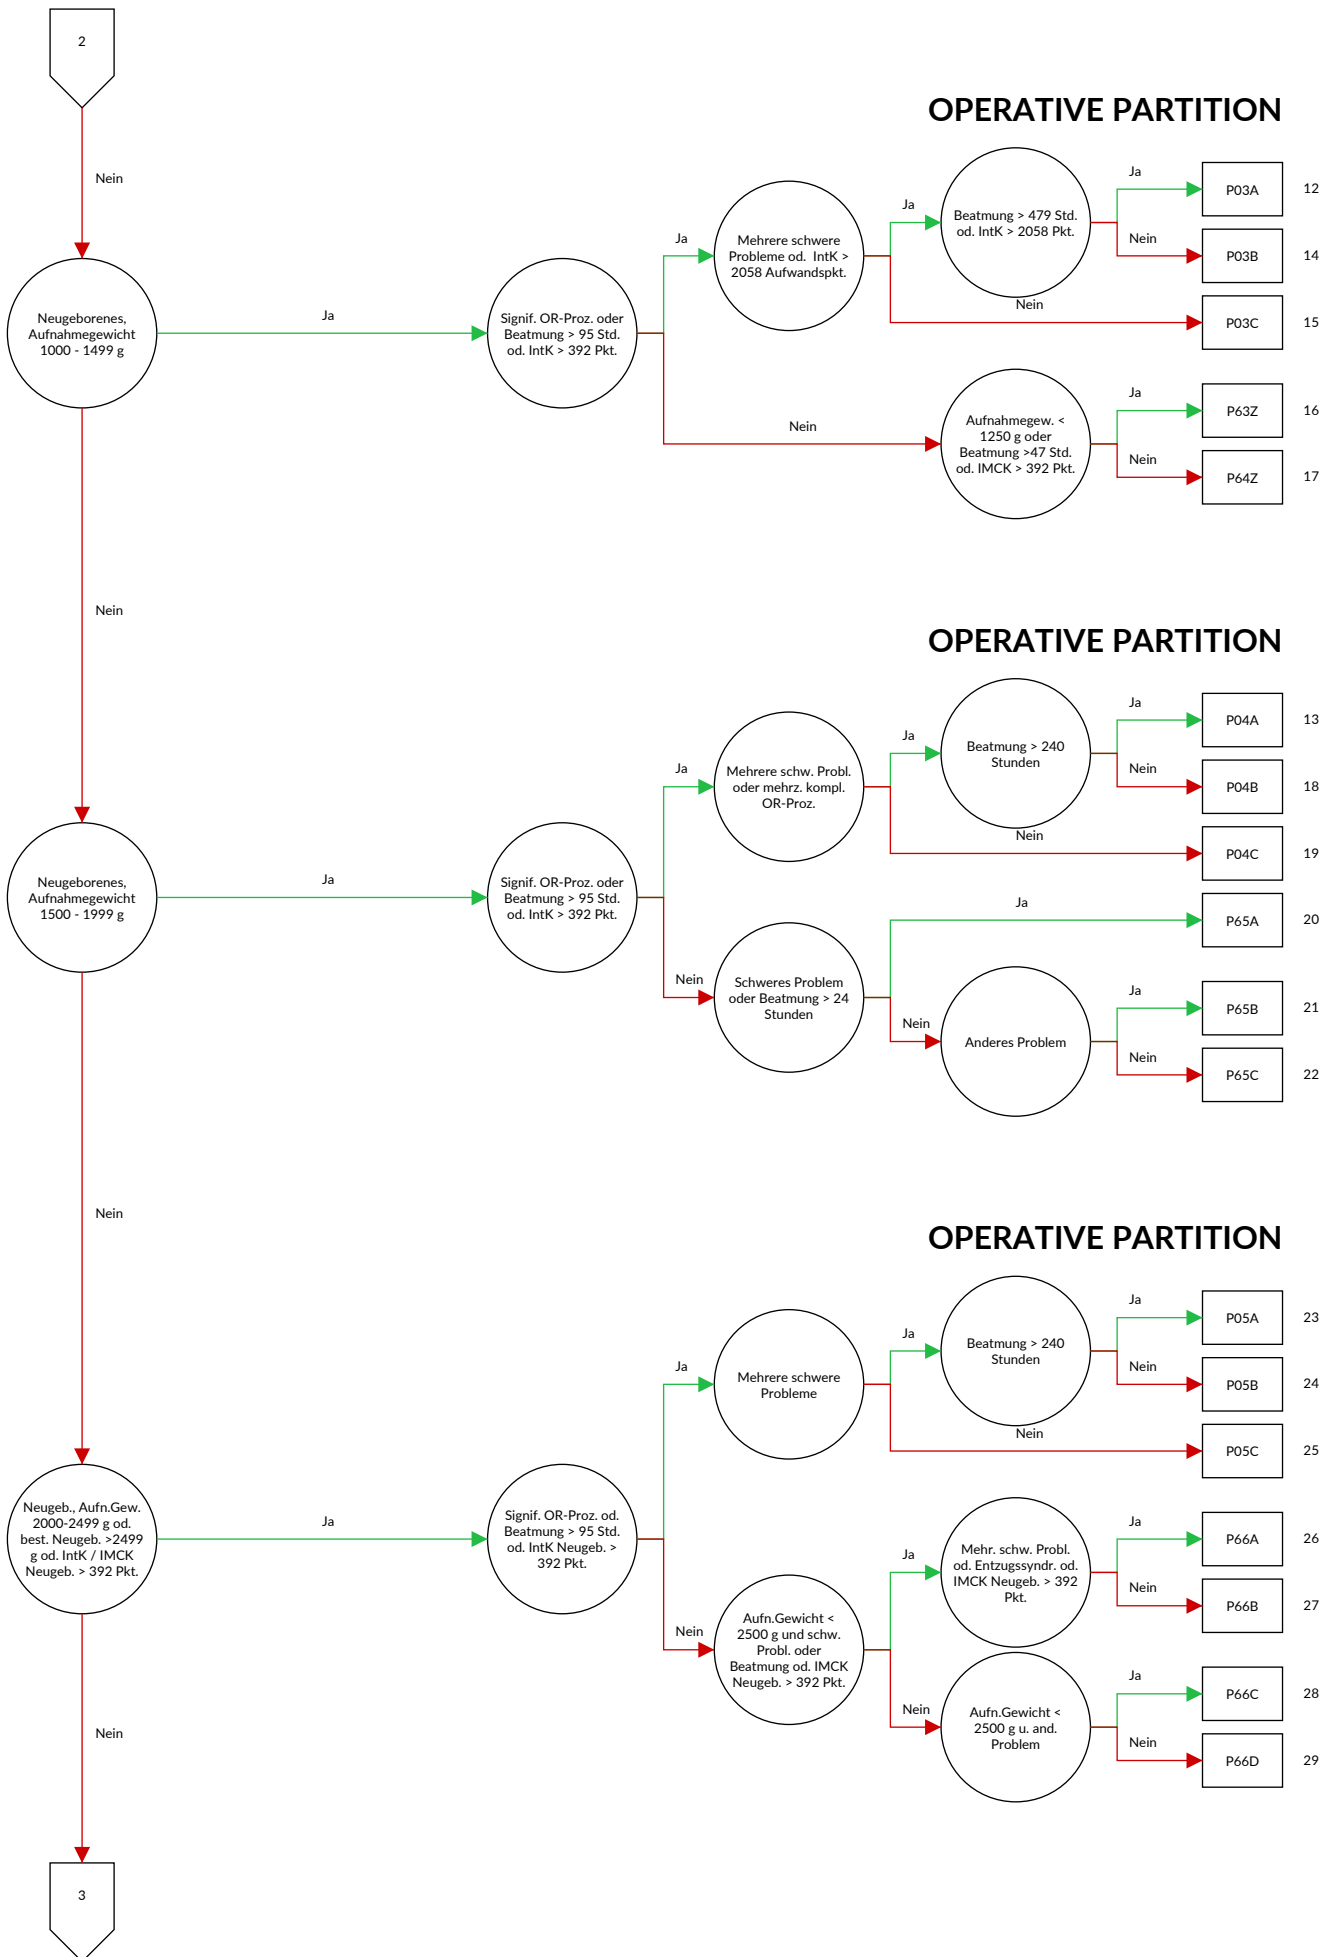 2
Nein
OPERATIVE PARTITION
Neugeborenes,
Aufnahmegewicht
1000 - 1499 g
Ja
Signif. OR-Proz. oder
Beatmung > 95 Std.
od. IntK > 392 Pkt.
Ja
Mehrere schwere
Probleme od. IntK >
2058 Aufwandspkt.
Ja
Beatmung > 479 Std.
od. IntK > 2058 Pkt.
Ja
P03A
12
Nein
P03B
14
Nein
P03C
15
Nein
Aufnahmegew. <
1250 g oder
Beatmung >47 Std.
od. IMCK > 392 Pkt.
Ja
P63Z
16
Nein
P64Z
17
Nein
OPERATIVE PARTITION
Neugeborenes,
Aufnahmegewicht
1500 - 1999 g
Ja
Signif. OR-Proz. oder
Beatmung > 95 Std.
od. IntK > 392 Pkt.
Ja
Mehrere schw. Probl.
oder mehrz. kompl.
OR-Proz.
Ja
Beatmung > 240
Stunden
Ja
P04A
13
Nein
P04B
18
Nein
P04C
19
Nein
Schweres Problem
oder Beatmung > 24
Stunden
Ja
P65A
20
Nein
Anderes Problem
Ja
P65B
21
Nein
P65C
22
Nein
OPERATIVE PARTITION
Neugeb., Aufn.Gew.
2000-2499 g od.
best. Neugeb. >2499
g od. IntK / IMCK
Neugeb. > 392 Pkt.
Ja
Signif. OR-Proz. od.
Beatmung > 95 Std.
od. IntK Neugeb. >
392 Pkt.
Ja
Mehrere schwere
Probleme
Ja
Beatmung > 240
Stunden
Ja
P05A
23
Nein
P05B
24
Nein
P05C
25
Nein
Aufn.Gewicht <
2500 g und schw.
Probl. oder
Beatmung od. IMCK
Neugeb. > 392 Pkt.
Ja
Mehr. schw. Probl.
od. Entzugssyndr. od.
IMCK Neugeb. > 392
Pkt.
Ja
P66A
26
Nein
P66B
27
Nein
Aufn.Gewicht <
2500 g u. and.
Problem
Ja
P66C
28
Nein
P66D
29
Nein
3